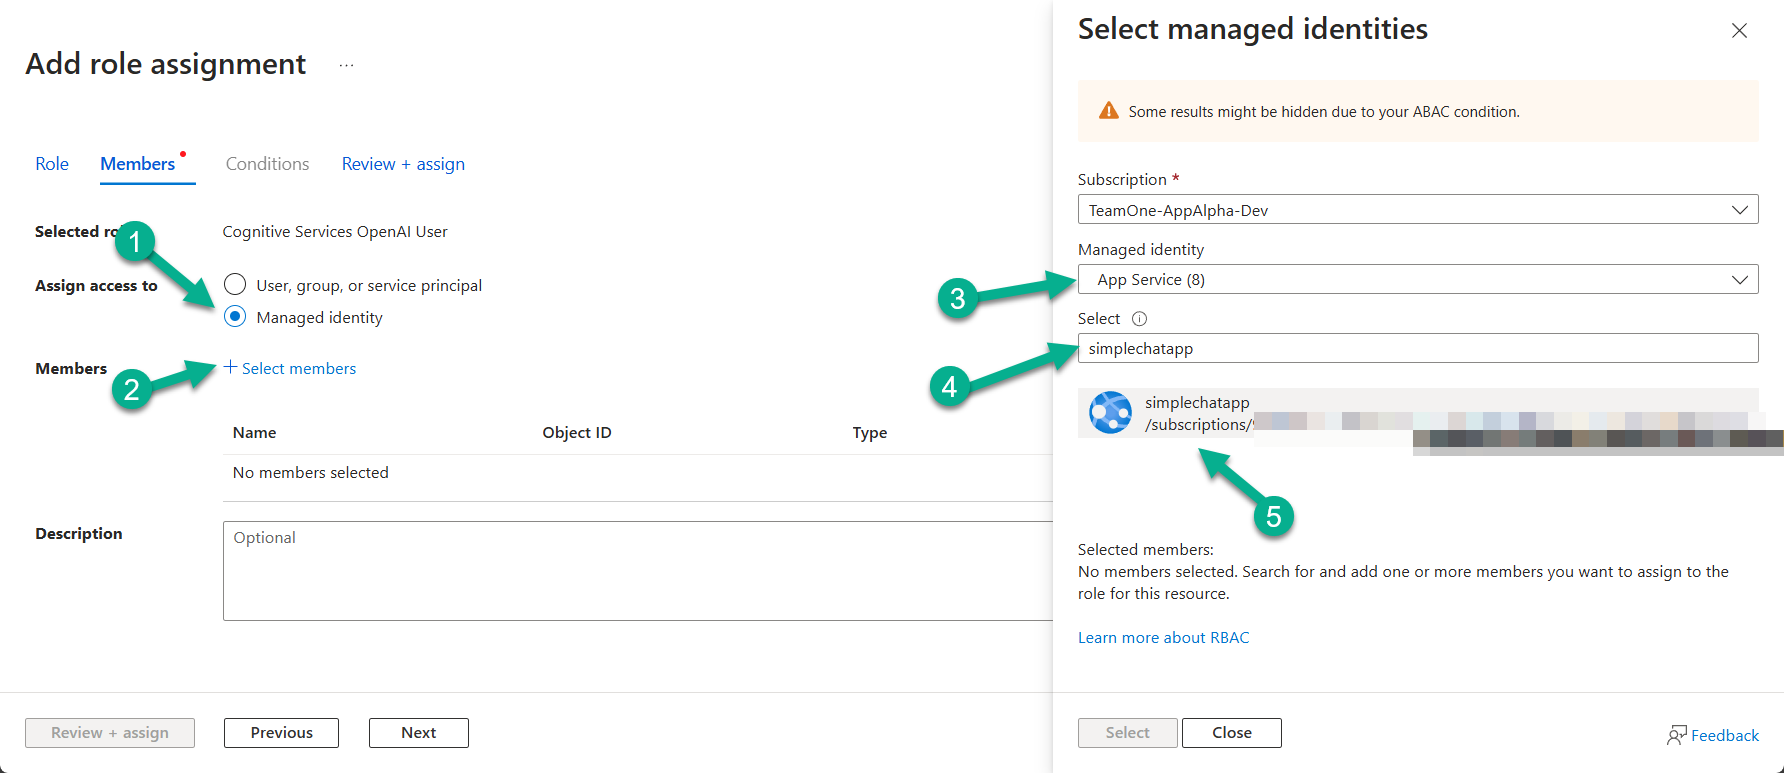 Add role assignment ...
Role Members Conditions Review + assign
Selected ro
Cognitive Services OpenAI User
1
Assign access to
User, group, or service principal
Managed identity
Members
2
+ Select members
Name Object ID Type
No members selected
Description
Optional
Review + assign Previous Next
Select managed identities
Some results might be hidden due to your ABAC condition.
Subscription *
TeamOne-AppAlpha-Dev
Managed identity
3
App Service (8)
Select
4
simplechatapp
simplechatapp
/subscriptions/
5
Selected members:
No members selected. Search for and add one or more members you want to assign to the
role for this resource.
Learn more about RBAC
Select Close
Feedback